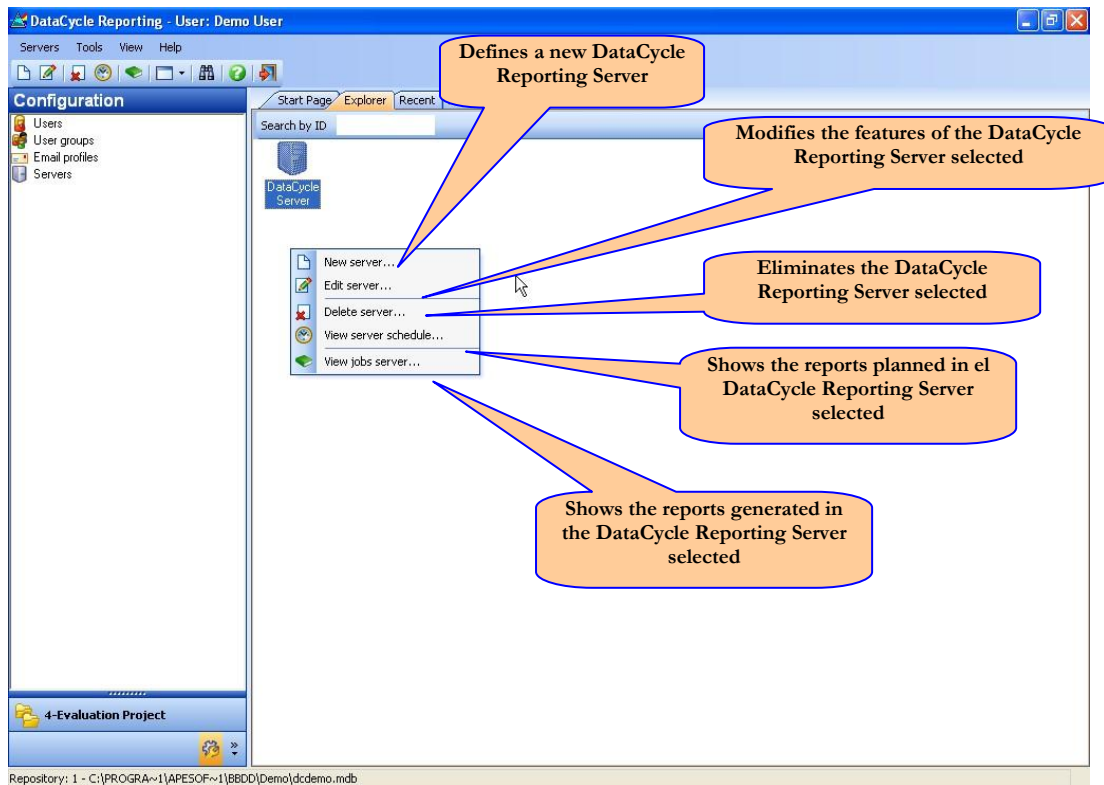 DataCycle Reporting - User: Demo User
Servers Tools View Help
Configuration
Users
User groups
Email profiles
Servers
Start Page Explorer Recent
Search by ID
DataCycle
Server
New server...
Edit server...
Delete server...
View server schedule...
View jobs server...
Defines a new DataCycle
Reporting Server
Modifies the features of the DataCycle
Reporting Server selected
Eliminates the DataCycle
Reporting Server selected
Shows the reports planned in el
DataCycle Reporting Server
selected
Shows the reports generated in
the DataCycle Reporting Server
selected
4-Evaluation Project
Repository: 1 - C:\PROGRA~1\APESOF~1\BBDD\Demo\dcdemo.mdb